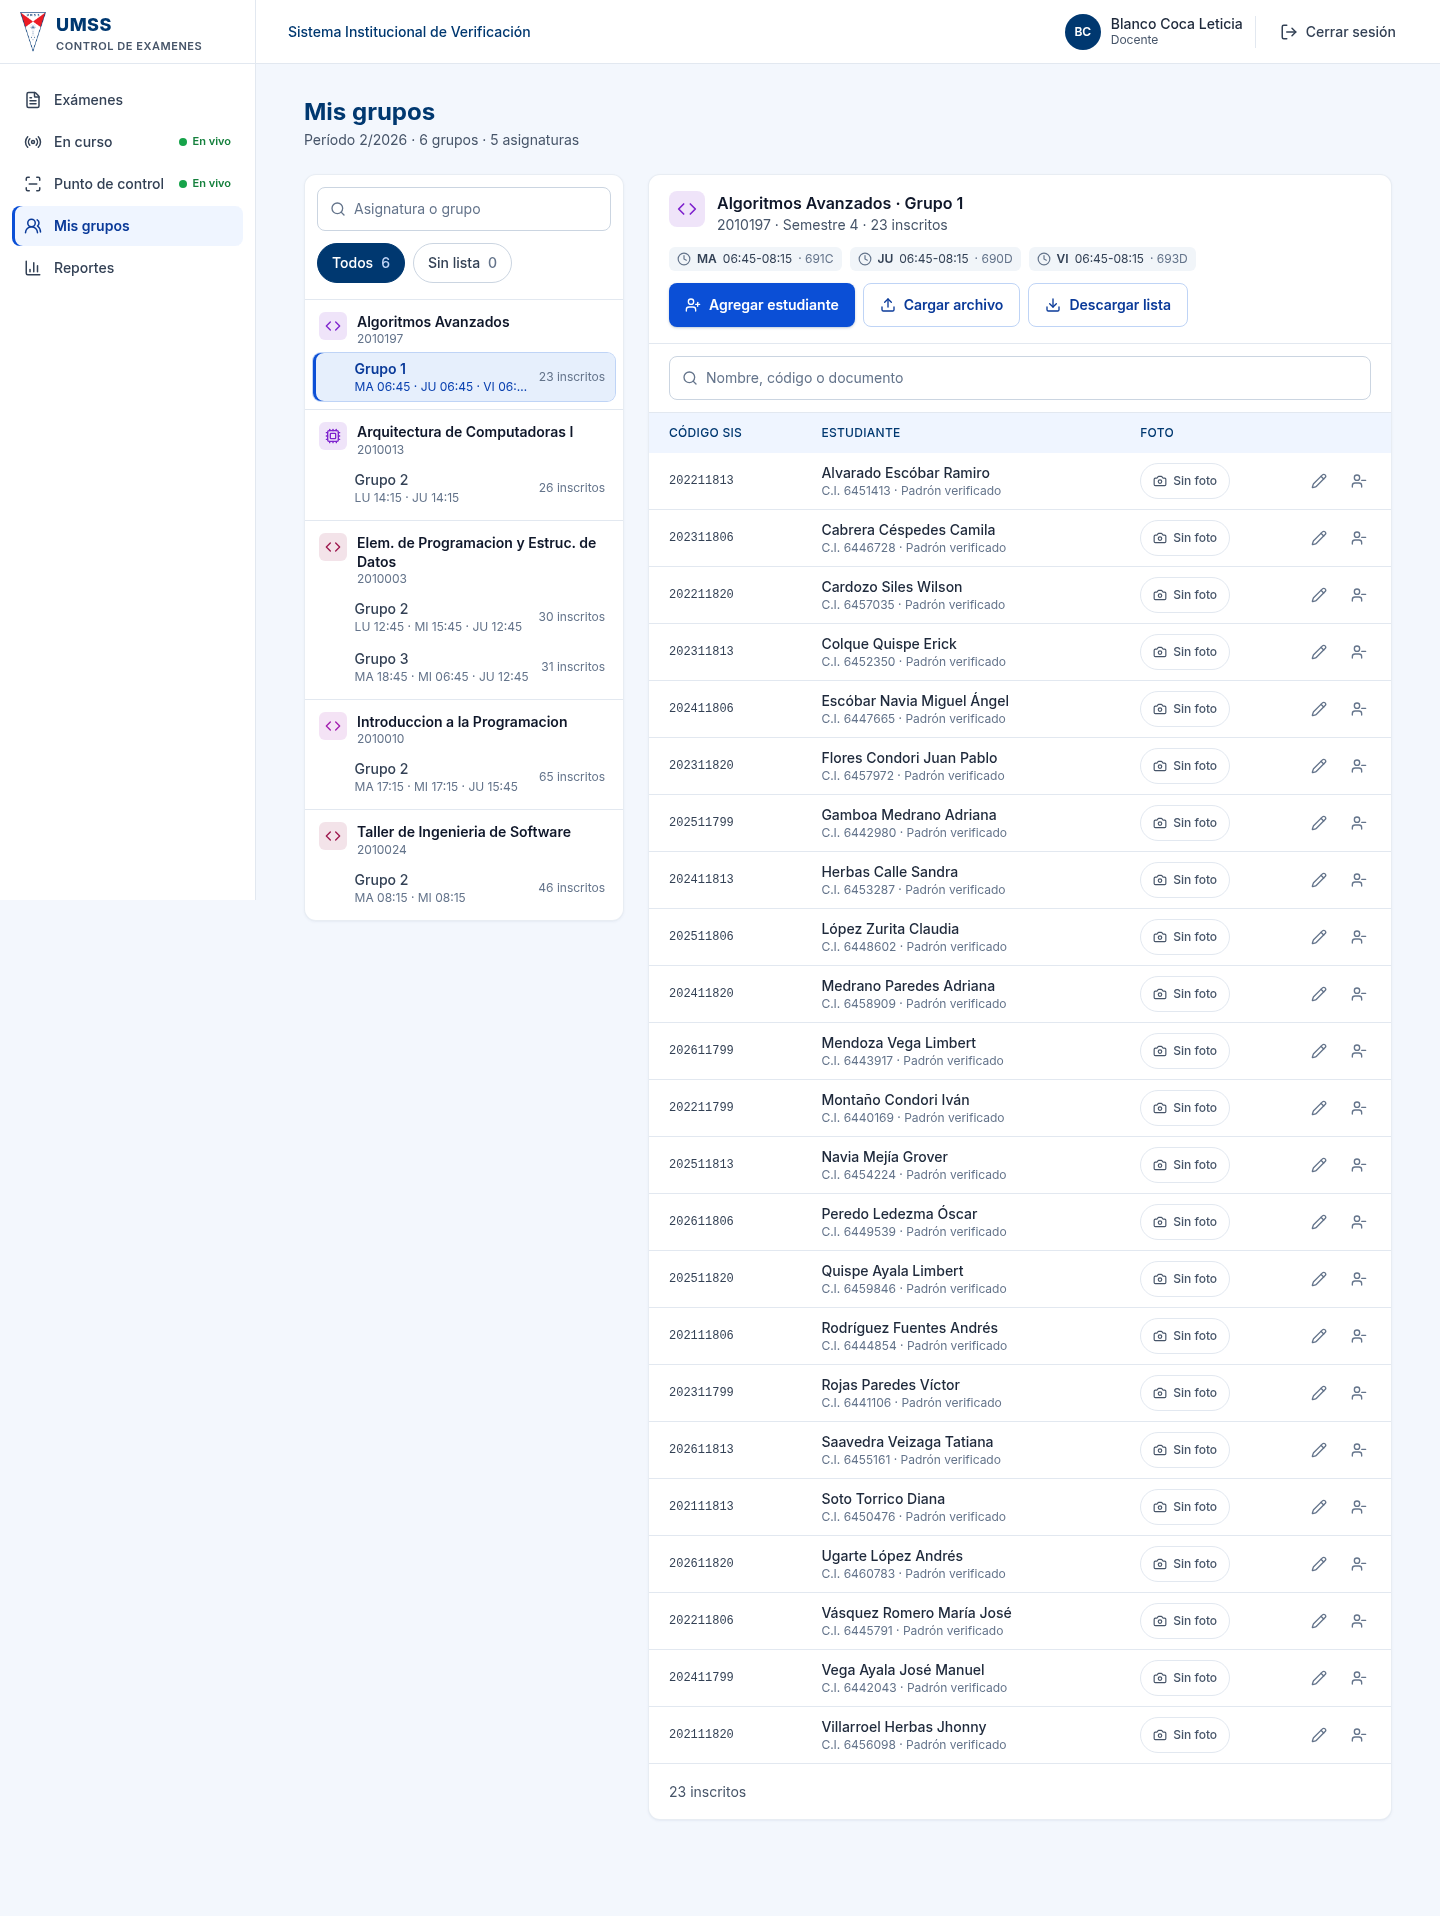 UMSS
CONTROL DE EXÁMENES
Sistema Institucional de Verificación
BC
Blanco Coca Leticia
Docente
Cerrar sesión
Exámenes
En curso
En vivo
Punto de control
En vivo
Mis grupos
Reportes
Mis grupos
Período 2/2026 · 6 grupos · 5 asignaturas
Asignatura o grupo
Todos 6
Sin lista 0
Algoritmos Avanzados
2010197
Grupo 1
MA 06:45 · JU 06:45 · VI 06:...
23 inscritos
Arquitectura de Computadoras I
2010013
Grupo 2
LU 14:15 · JU 14:15
26 inscritos
Elem. de Programacion y Estruc. de
Datos
2010003
Grupo 2
LU 12:45 · MI 15:45 · JU 12:45
30 inscritos
Grupo 3
MA 18:45 · MI 06:45 · JU 12:45
31 inscritos
Introduccion a la Programacion
2010010
Grupo 2
MA 17:15 · MI 17:15 · JU 15:45
65 inscritos
Taller de Ingenieria de Software
2010024
Grupo 2
MA 08:15 · MI 08:15
46 inscritos
Algoritmos Avanzados · Grupo 1
2010197 · Semestre 4 · 23 inscritos
MA 06:45-08:15 · 691C
JU 06:45-08:15 · 690D
VI 06:45-08:15 · 693D
Agregar estudiante
Cargar archivo
Descargar lista
Nombre, código o documento
CÓDIGO SIS ESTUDIANTE FOTO
202211813 Alvarado Escóbar Ramiro Sin foto
C.I. 6451413 · Padrón verificado
202311806 Cabrera Céspedes Camila Sin foto
C.I. 6446728 · Padrón verificado
202211820 Cardozo Siles Wilson Sin foto
C.I. 6457035 · Padrón verificado
202311813 Colque Quispe Erick Sin foto
C.I. 6452350 · Padrón verificado
202411806 Escóbar Navia Miguel Ángel Sin foto
C.I. 6447665 · Padrón verificado
202311820 Flores Condori Juan Pablo Sin foto
C.I. 6457972 · Padrón verificado
202511799 Gamboa Medrano Adriana Sin foto
C.I. 6442980 · Padrón verificado
202411813 Herbas Calle Sandra Sin foto
C.I. 6453287 · Padrón verificado
202511806 López Zurita Claudia Sin foto
C.I. 6448602 · Padrón verificado
202411820 Medrano Paredes Adriana Sin foto
C.I. 6458909 · Padrón verificado
202611799 Mendoza Vega Limbert Sin foto
C.I. 6443917 · Padrón verificado
202211799 Montaño Condori Iván Sin foto
C.I. 6440169 · Padrón verificado
202511813 Navia Mejía Grover Sin foto
C.I. 6454224 · Padrón verificado
202611806 Peredo Ledezma Óscar Sin foto
C.I. 6449539 · Padrón verificado
202511820 Quispe Ayala Limbert Sin foto
C.I. 6459846 · Padrón verificado
202111806 Rodríguez Fuentes Andrés Sin foto
C.I. 6444854 · Padrón verificado
202311799 Rojas Paredes Víctor Sin foto
C.I. 6441106 · Padrón verificado
202611813 Saavedra Veizaga Tatiana Sin foto
C.I. 6455161 · Padrón verificado
202111813 Soto Torrico Diana Sin foto
C.I. 6450476 · Padrón verificado
202611820 Ugarte López Andrés Sin foto
C.I. 6460783 · Padrón verificado
202211806 Vásquez Romero María José Sin foto
C.I. 6445791 · Padrón verificado
202411799 Vega Ayala José Manuel Sin foto
C.I. 6442043 · Padrón verificado
202111820 Villarroel Herbas Jhonny Sin foto
C.I. 6456098 · Padrón verificado
23 inscritos